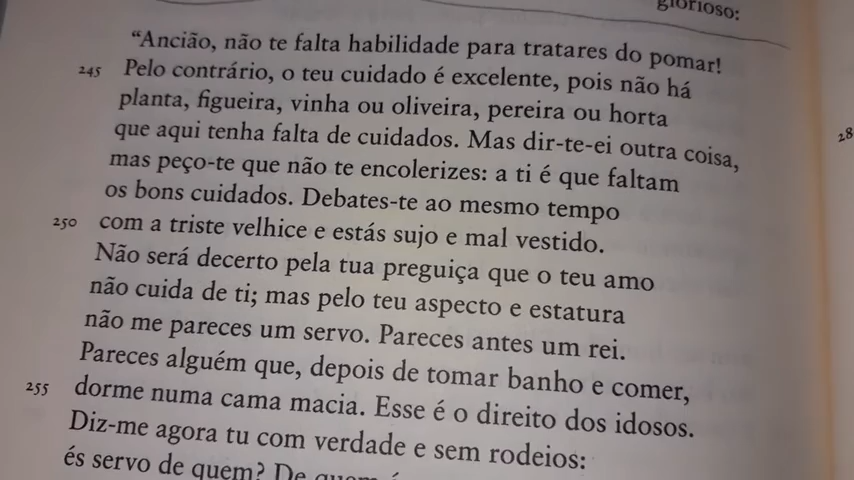 glorioso:
“Ancião, não te falta habilidade para tratares do pomar!
245 Pelo contrário, o teu cuidado é excelente, pois não há
planta, figueira, vinha ou oliveira, pereira ou horta
que aqui tenha falta de cuidados. Mas dir-te-ei outra coisa,
mas peço-te que não te encolerizes: a ti é que faltam
os bons cuidados. Debates-te ao mesmo tempo
250 com a triste velhice e estás sujo e mal vestido.
Não será decerto pela tua preguiça que o teu amo
não cuida de ti; mas pelo teu aspecto e estatura
não me pareces um servo. Pareces antes um rei.
Pareces alguém que, depois de tomar banho e comer,
255 dorme numa cama macia. Esse é o direito dos idosos.
Diz-me agora tu com verdade e sem rodeios:
és servo de quem? De
28